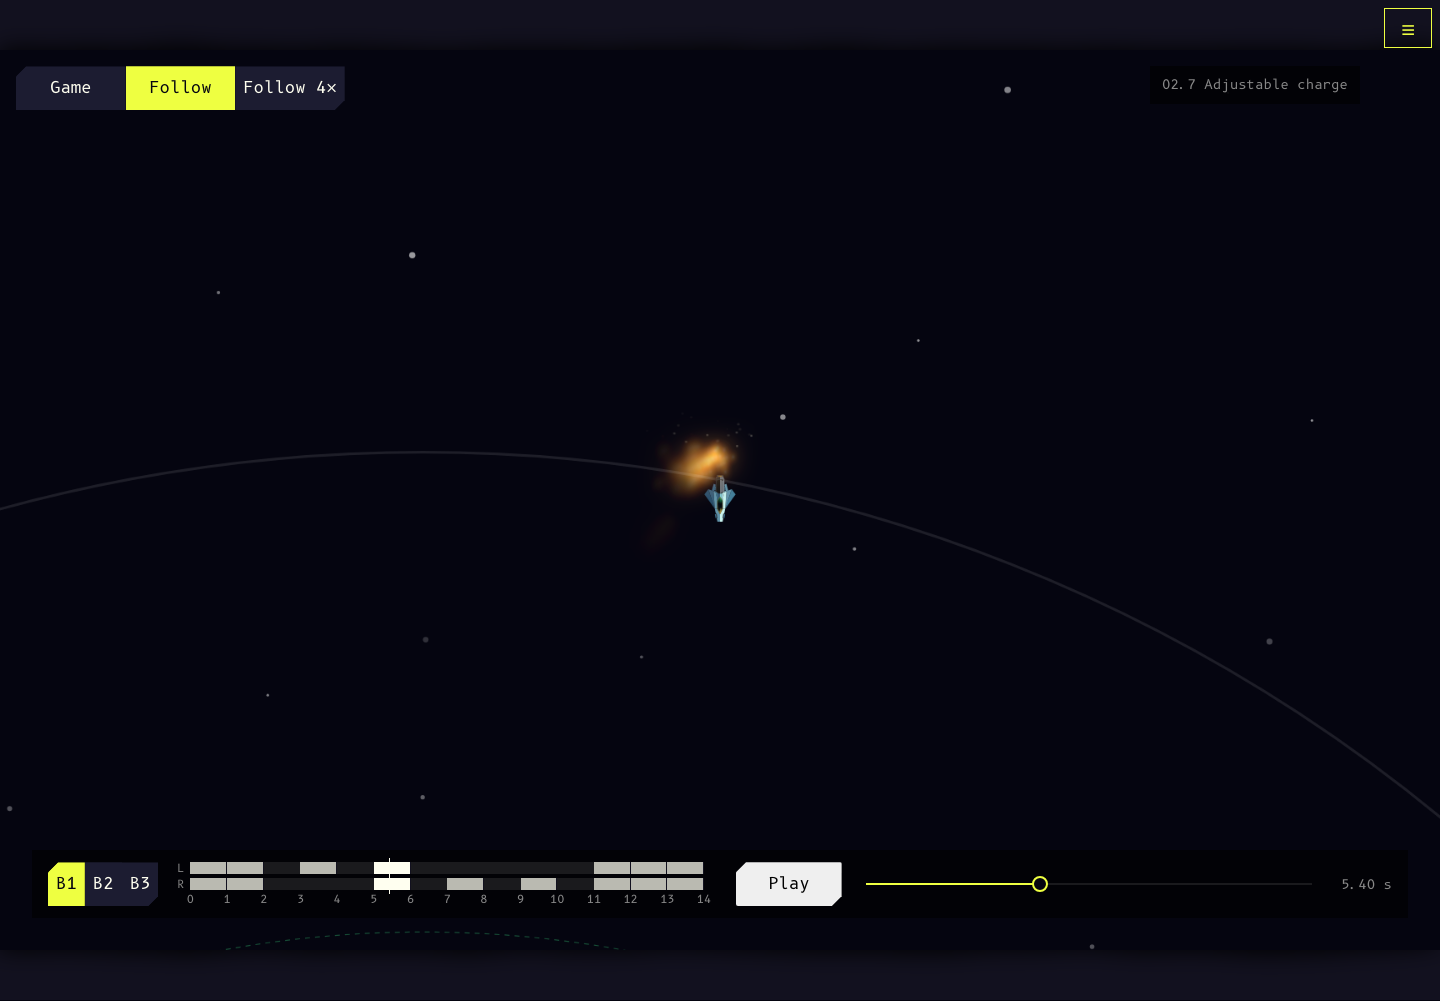 ≡
Game Follow Follow 4×
02.7 Adjustable charge
B1 B2 B3
L
R
0 1 2 3 4 5 6 7 8 9 10 11 12 13 14
Play
5.40 s